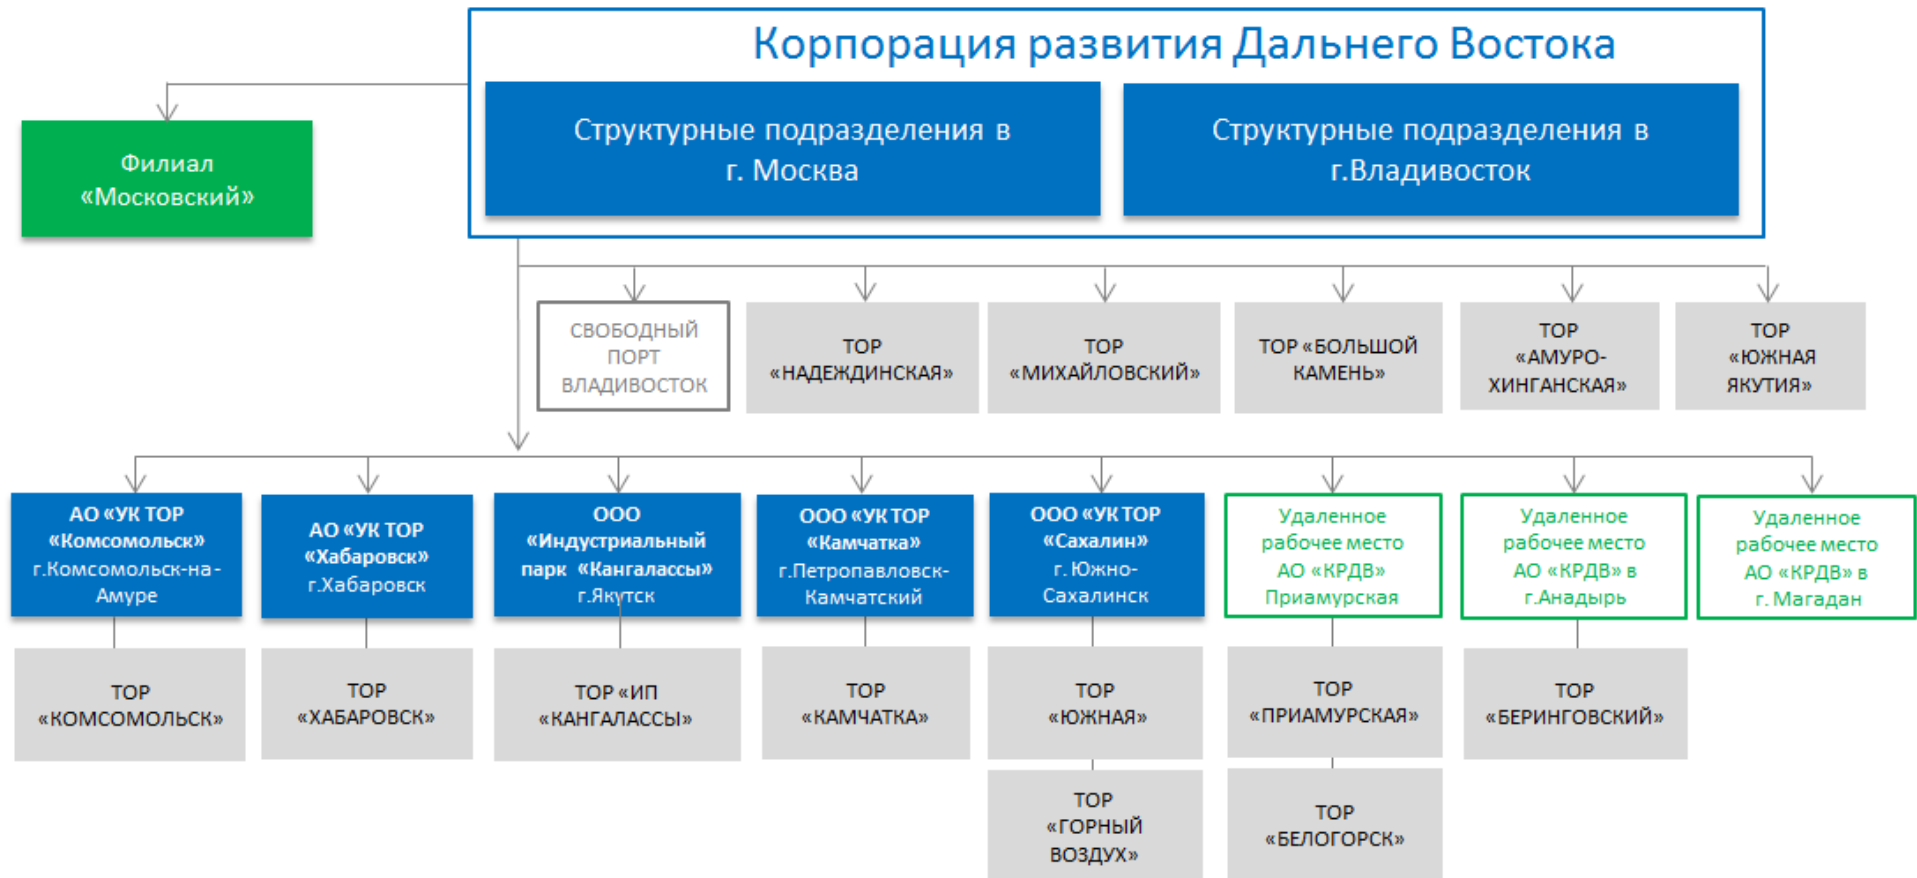 Корпорация развития Дальнего Востока
Структурные подразделения в
г. Москва
Структурные подразделения в
г.Владивосток
Филиал
«Московский»
СВОБОДНЫЙ
ПОРТ
ВЛАДИВОСТОК
ТОР
«НАДЕЖДИНСКАЯ»
ТОР
«МИХАЙЛОВСКИЙ»
ТОР «БОЛЬШОЙ
КАМЕНЬ»
ТОР
«АМУРО-
ХИНГАНСКАЯ»
ТОР
«ЮЖНАЯ
ЯКУТИЯ»
АО «УК ТОР
«Комсомольск»
г.Комсомольск-на-
Амуре
АО «УК ТОР
«Хабаровск»
г.Хабаровск
ООО
«Индустриальный
парк «Кангалассы»
г.Якутск
ООО «УК ТОР
«Камчатка»
г.Петропавловск-
Камчатский
ООО «УК ТОР
«Сахалин»
г. Южно-
Сахалинск
Удаленное
рабочее место
АО «КРДВ»
Приамурская
Удаленное
рабочее место
АО «КРДВ» в
г.Анадырь
Удаленное
рабочее место
АО «КРДВ» в
г. Магадан
ТОР
«КОМСОМОЛЬСК»
ТОР
«ХАБАРОВСК»
ТОР «ИП
«КАНГАЛАССЫ»
ТОР
«КАМЧАТКА»
ТОР
«ЮЖНАЯ»
ТОР
«ПРИАМУРСКАЯ»
ТОР
«БЕРИНГОВСКИЙ»
ТОР
«ГОРНЫЙ
ВОЗДУХ»
ТОР
«БЕЛОГОРСК»